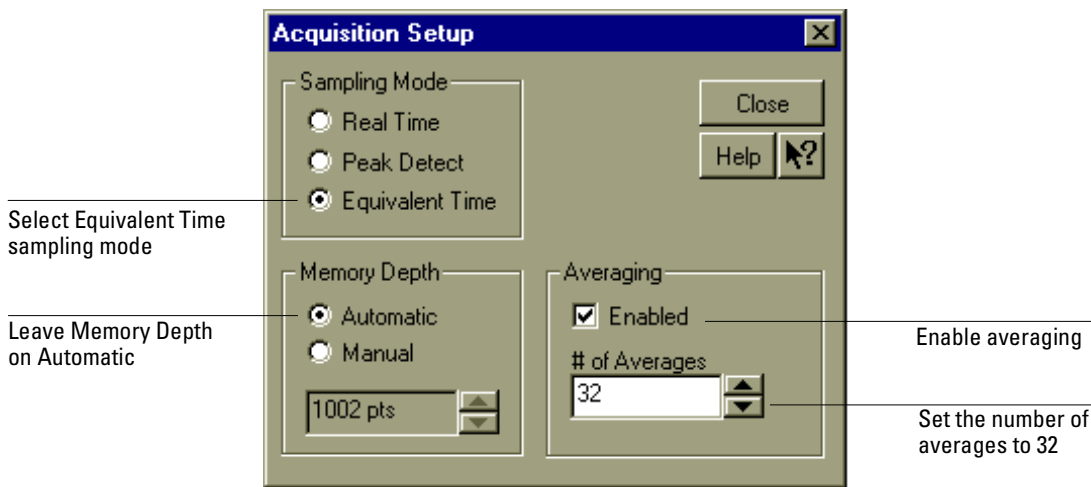 Acquisition Setup
Sampling Mode
Real Time
Peak Detect
Equivalent Time
Close
Help
?
Select Equivalent Time
sampling mode
Memory Depth
Automatic
Manual
1002 pts
Leave Memory Depth
on Automatic
Averaging
Enabled
# of Averages
32
Enable averaging
Set the number of
averages to 32